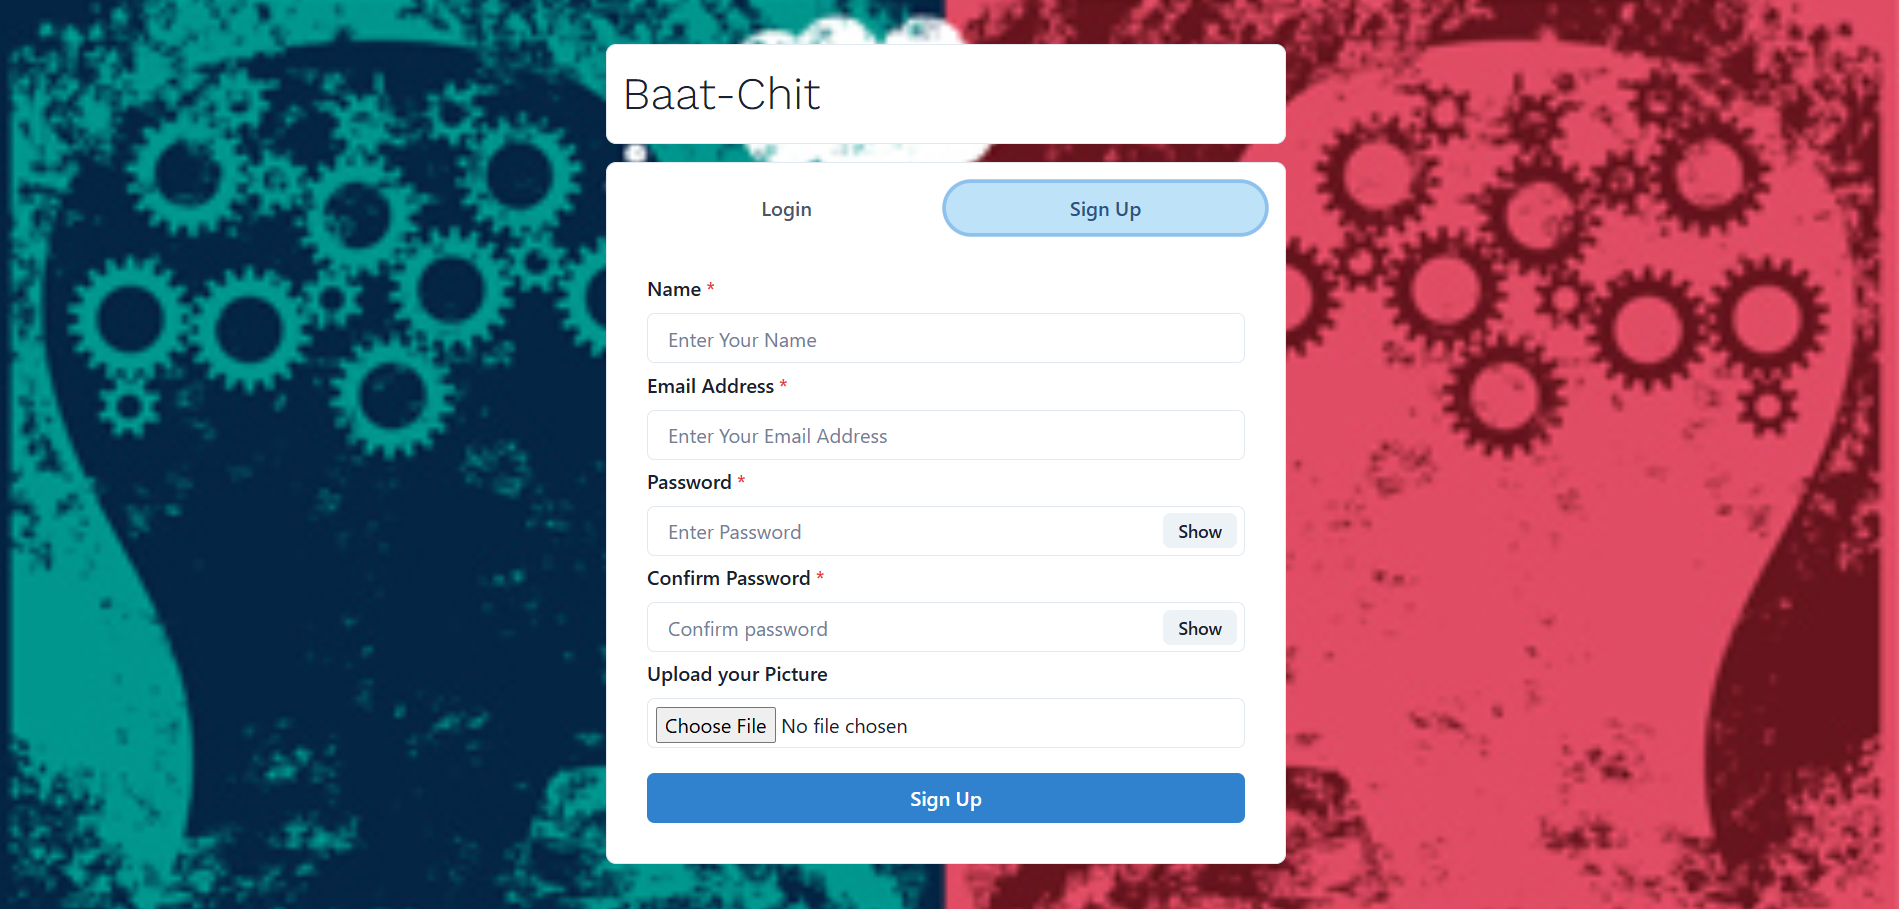 Baat-Chit
Login
Sign Up
Name *
Enter Your Name
Email Address *
Enter Your Email Address
Password *
Enter Password
Show
Confirm Password *
Confirm password
Show
Upload your Picture
Choose File No file chosen
Sign Up